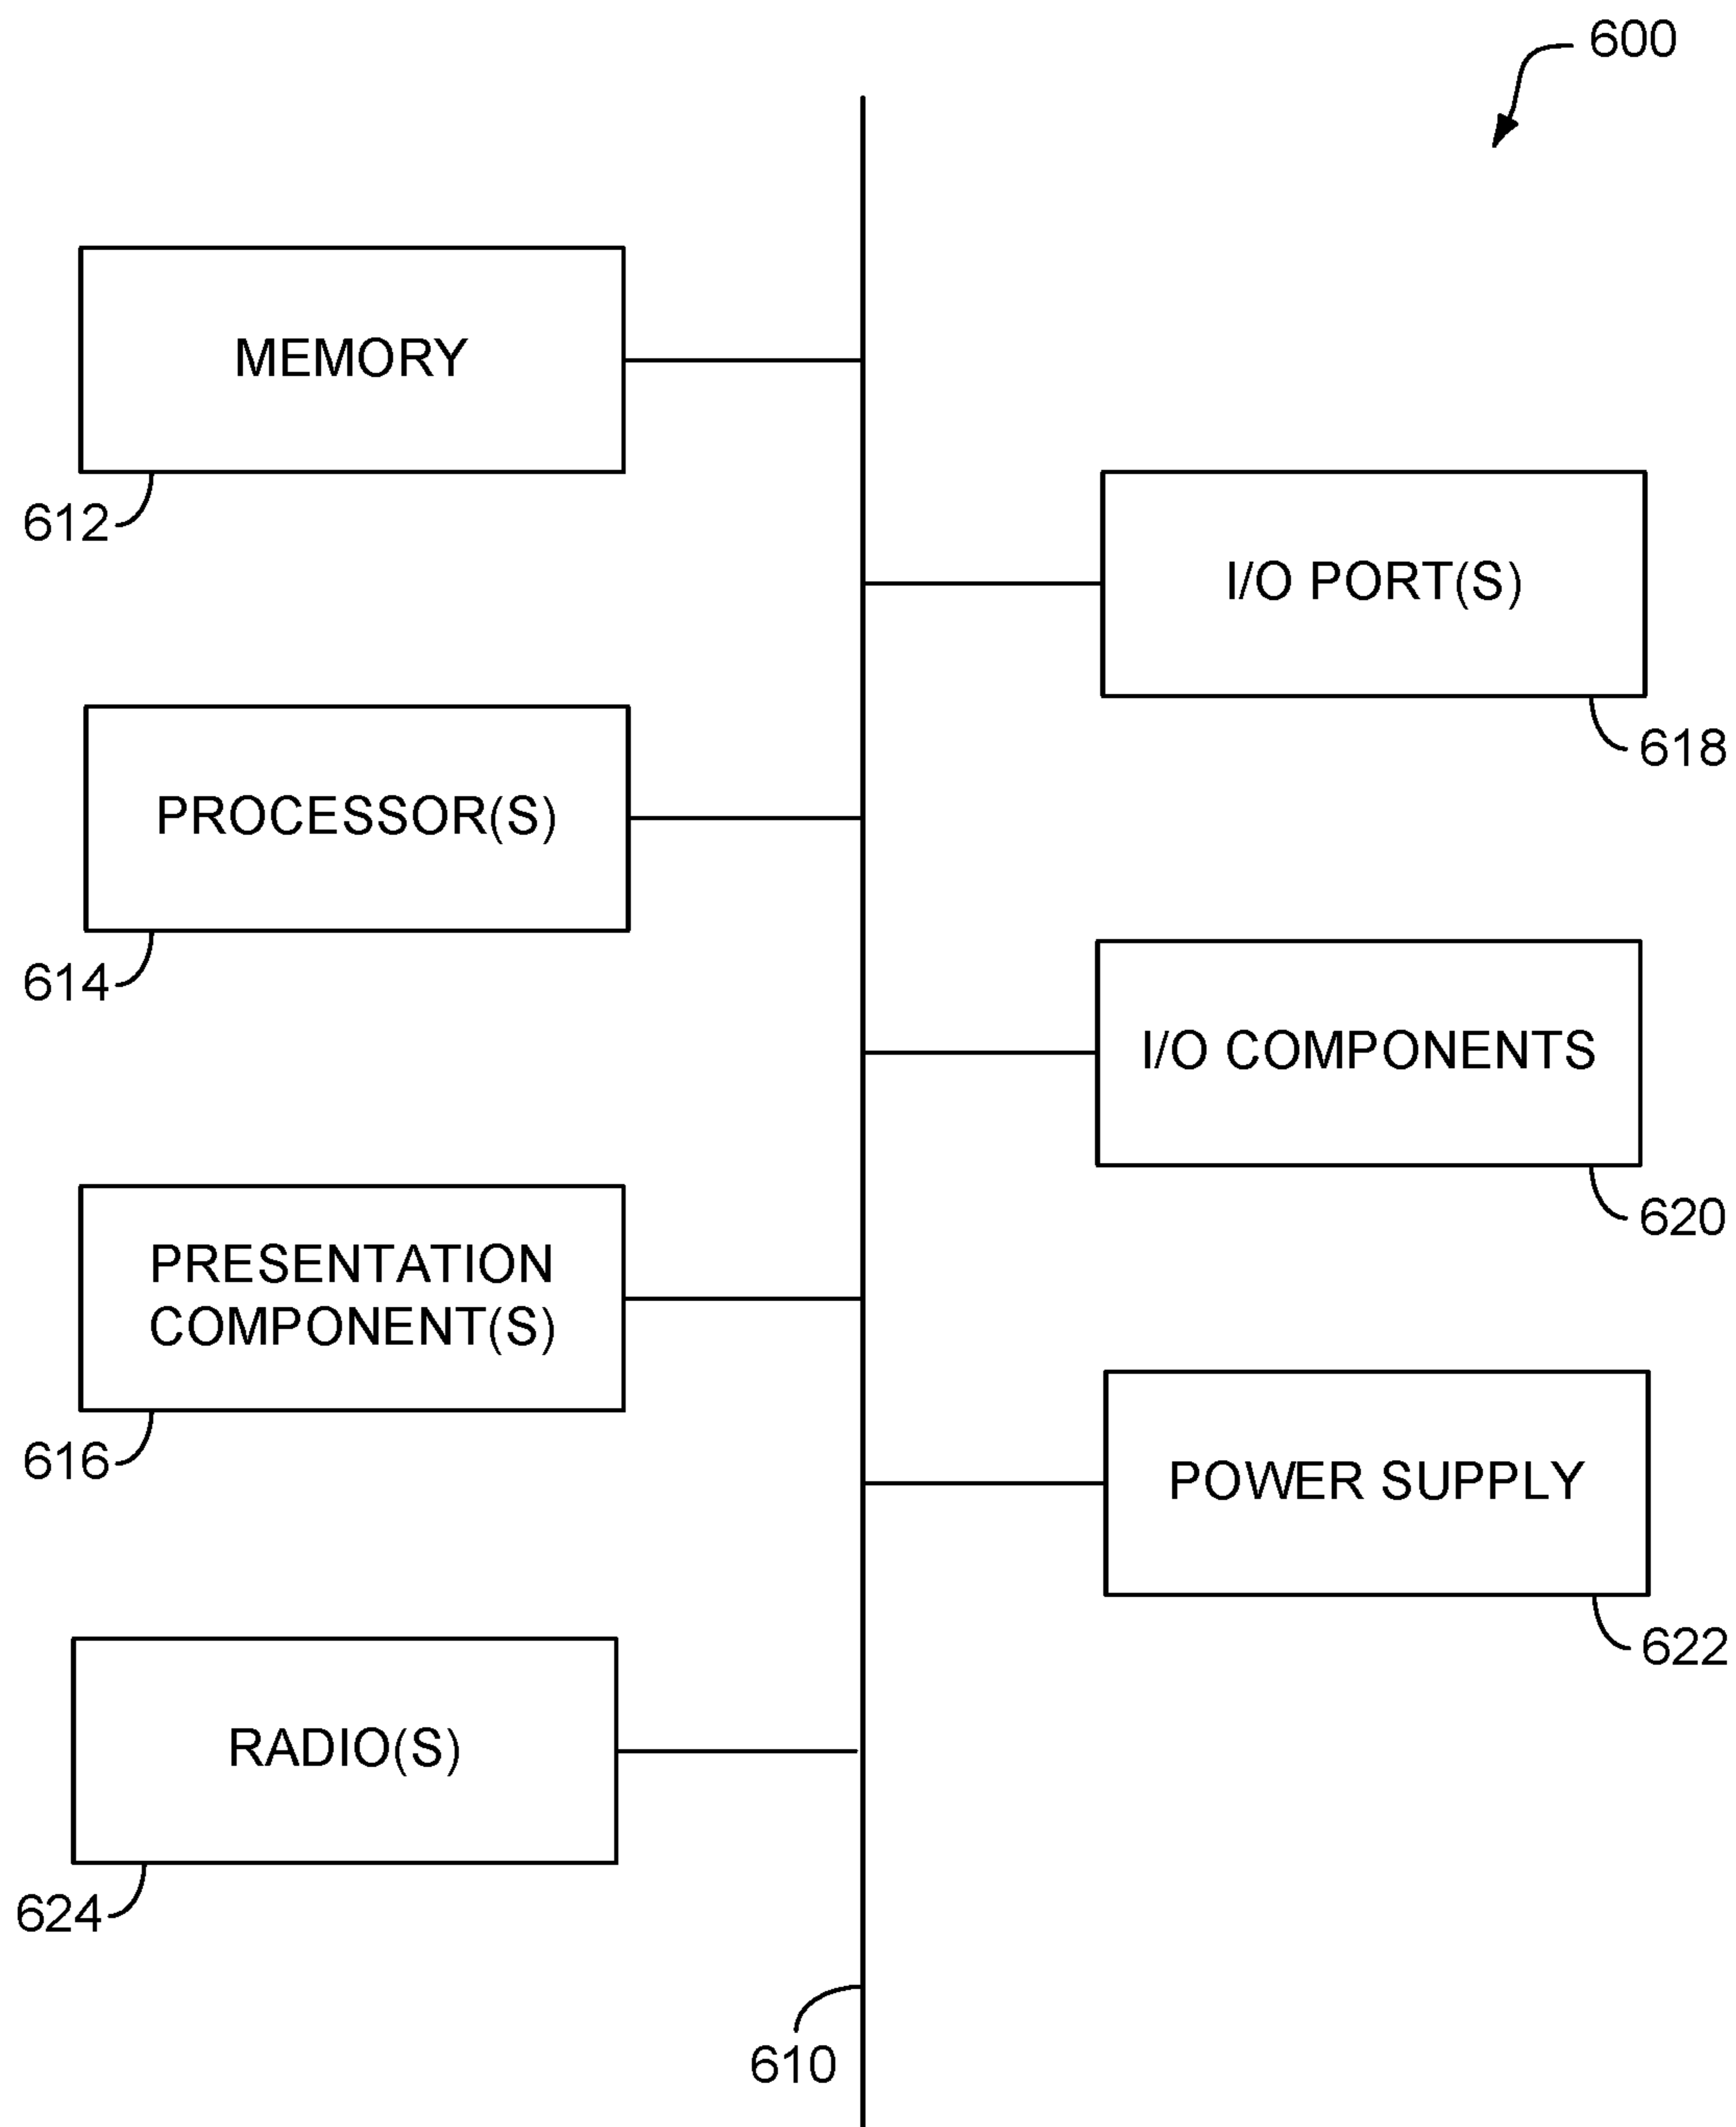 600
MEMORY
612
I/O PORT(S)
618
PROCESSOR(S)
614
I/O COMPONENTS
620
PRESENTATION
COMPONENT(S)
616
POWER SUPPLY
622
RADIO(S)
624
610